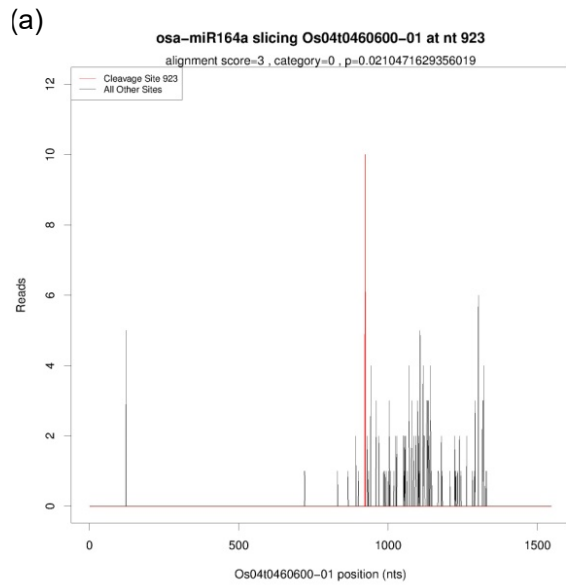 (a)
osa-miR164a slicing Os04t0460600-01 at nt 923
alignment score=3 , category=0 , p=0.0210471629356019
Cleavage Site 923
All Other Sites
12
10
8
6
4
2
0
Reads
0 500 1000 1500
Os04t0460600-01 position (nts)